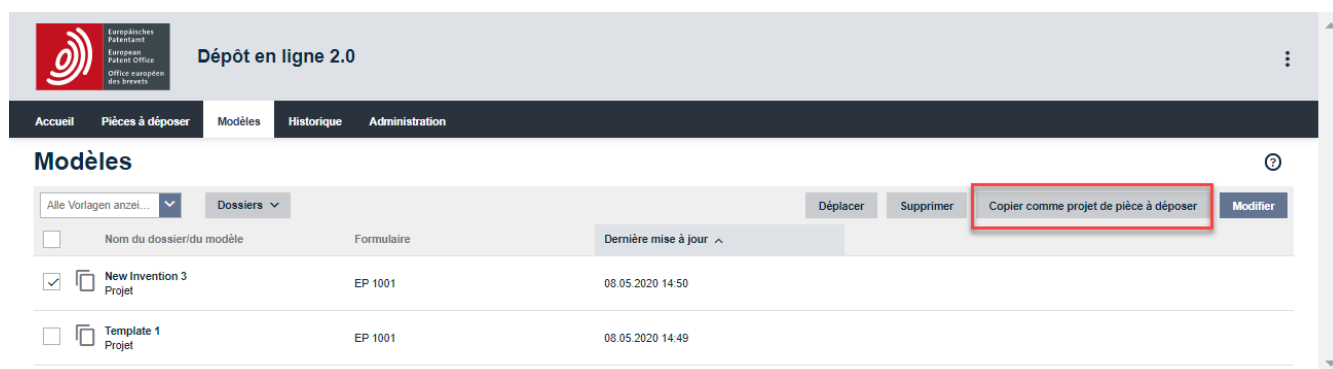 Europäisches
Patentamt
European
Patent Office
Office européen
des brevets
Dépôt en ligne 2.0
Accueil Pièces à déposer Modèles Historique Administration
Modèles
Alle Vorlagen anzei... Dossiers Déplacer Supprimer Copier comme projet de pièce à déposer Modifier
Nom du dossier/du modèle Formulaire Dernière mise à jour
New Invention 3
Projet
EP 1001 08.05.2020 14:50
Template 1
Projet
EP 1001 08.05.2020 14:49